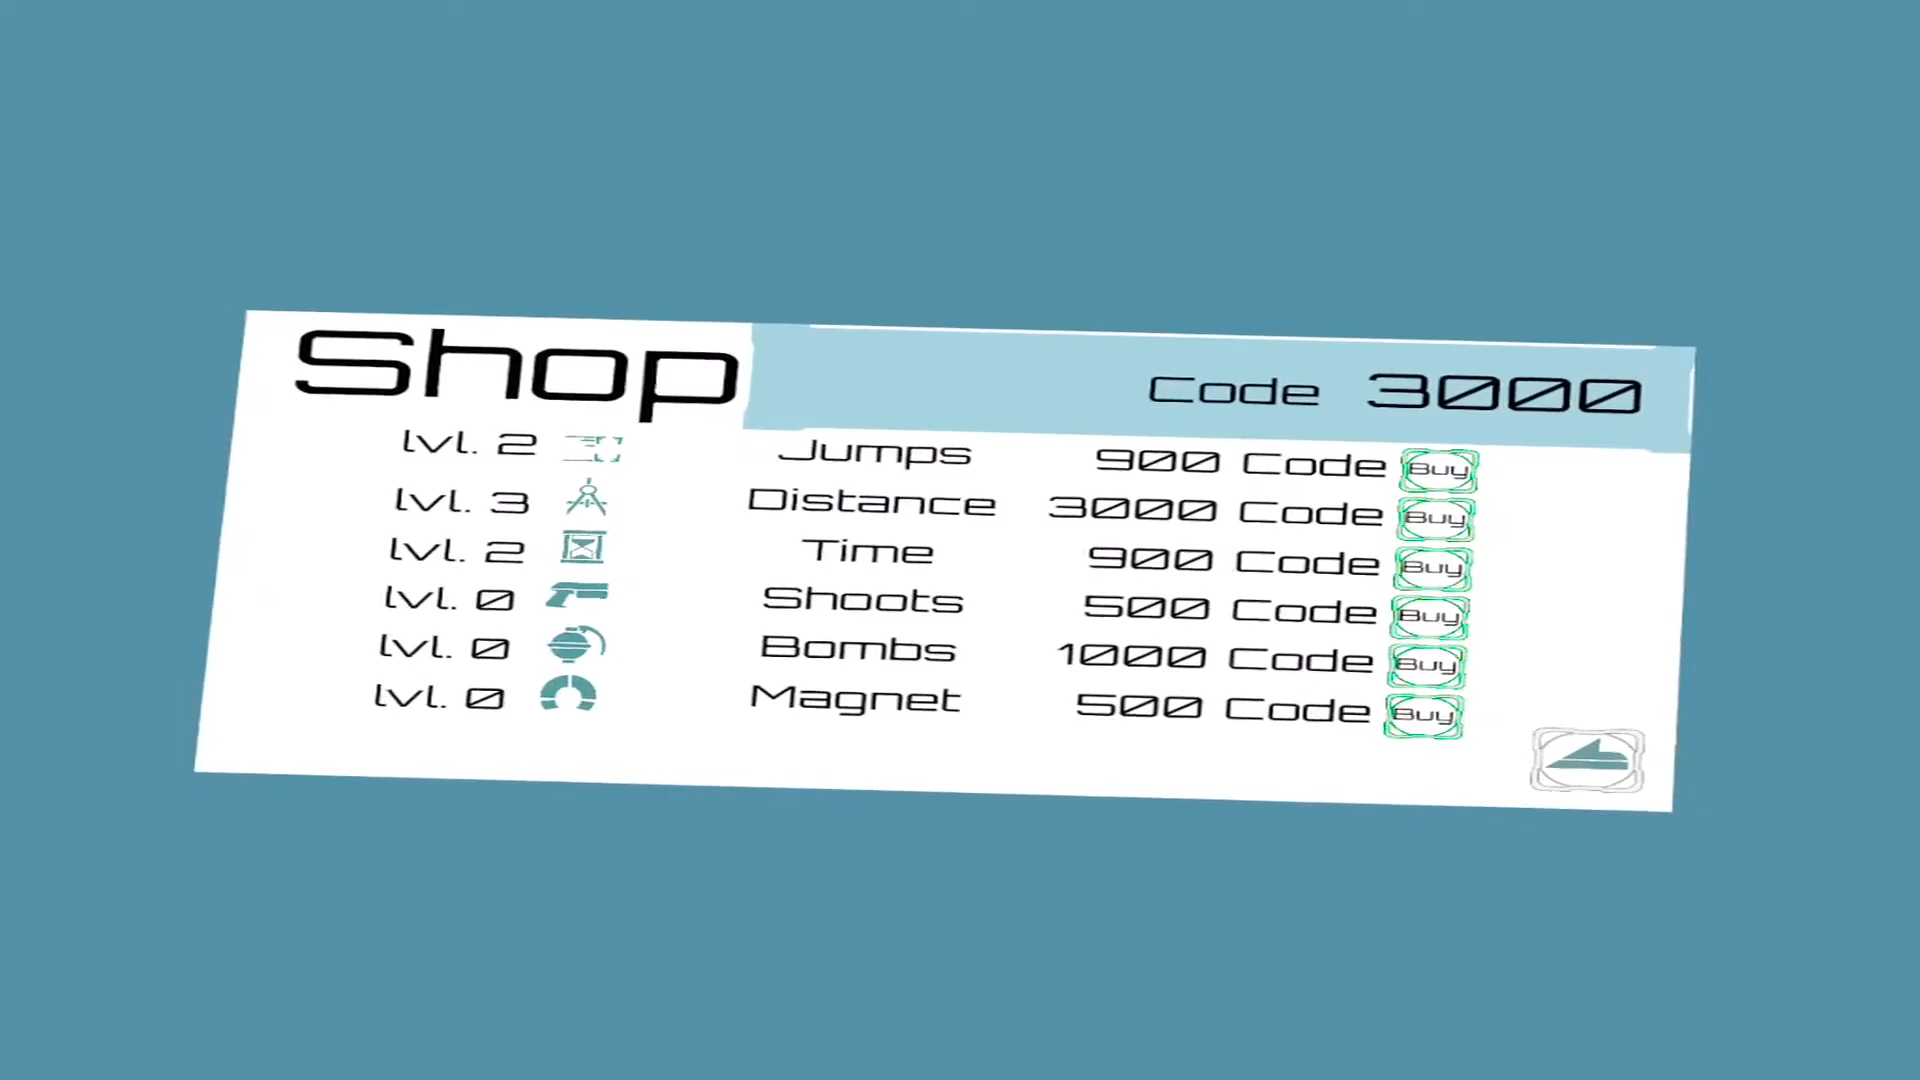 Shop
Code 3000
lvl. 2 Jumps 900 Code Buy
lvl. 3 Distance 3000 Code Buy
lvl. 2 Time 900 Code Buy
lvl. 0 Shoots 500 Code Buy
lvl. 0 Bombs 1000 Code Buy
lvl. 0 Magnet 500 Code Buy